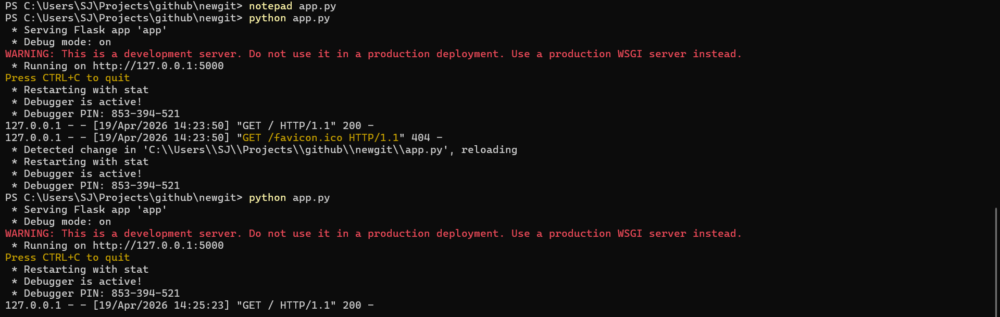 PS C:\Users\SJ\Projects\github\newgit> notepad app.py
PS C:\Users\SJ\Projects\github\newgit> python app.py
 * Serving Flask app 'app'
 * Debug mode: on
WARNING: This is a development server. Do not use it in a production deployment. Use a production WSGI server instead.
 * Running on http://127.0.0.1:5000
Press CTRL+C to quit
 * Restarting with stat
 * Debugger is active!
 * Debugger PIN: 853-394-521
127.0.0.1 - - [19/Apr/2026 14:23:50] "GET / HTTP/1.1" 200 -
127.0.0.1 - - [19/Apr/2026 14:23:50] "GET /favicon.ico HTTP/1.1" 404 -
 * Detected change in 'C:\\Users\\SJ\\Projects\\github\\newgit\\app.py', reloading
 * Restarting with stat
 * Debugger is active!
 * Debugger PIN: 853-394-521
PS C:\Users\SJ\Projects\github\newgit> python app.py
 * Serving Flask app 'app'
 * Debug mode: on
WARNING: This is a development server. Do not use it in a production deployment. Use a production WSGI server instead.
 * Running on http://127.0.0.1:5000
Press CTRL+C to quit
 * Restarting with stat
 * Debugger is active!
 * Debugger PIN: 853-394-521
127.0.0.1 - - [19/Apr/2026 14:25:23] "GET / HTTP/1.1" 200 -